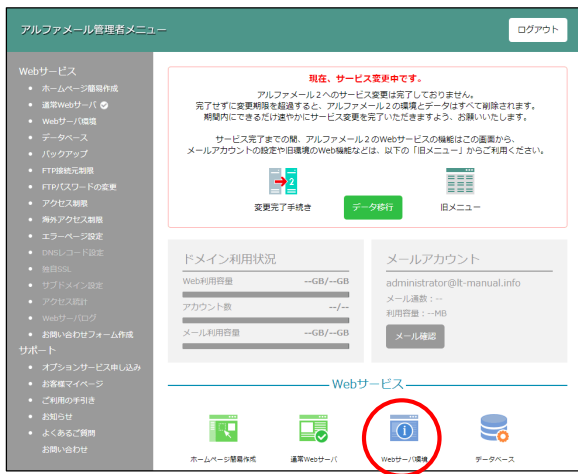 アルファメール管理者メニュー
ログアウト
Webサービス
ホームページ簡易作成
通常Webサーバ
Webサーバ環境
データベース
バックアップ
FTP接続元制限
FTPパスワードの変更
アクセス制限
海外アクセス制限
エラーページ設定
DNSレコード設定
独自SSL
サブドメイン設定
アクセス統計
Webサーバログ
お問い合わせフォーム作成
サポート
オプションサービス申し込み
お客様マイページ
ご利用の手引き
お知らせ
よくあるご質問
お問い合わせ
現在、サービス変更中です。
アルファメール2へのサービス変更は完了しておりません。
完了せずに変更期限を超過すると、アルファメール2の環境とデータはすべて削除されます。
期間内にできるだけ速やかにサービス変更を完了いただきますよう、お願いいたします。
サービス完了までの間、アルファメール2のWebサービスの機能はこの画面から、
メールアカウントの設定や旧環境のWeb機能などは、以下の「旧メニュー」からご利用ください。
2
変更完了手続き
データ移行
旧メニュー
ドメイン利用状況
Web利用容量 --GB/--GB
アカウント数 --/--
メール利用容量 --GB/--GB
メールアカウント
administrator@lt-manual.info
メール通数：--
利用容量：--MB
メール確認
Webサービス
ホームページ簡易作成
通常Webサーバ
Webサーバ環境
データベース